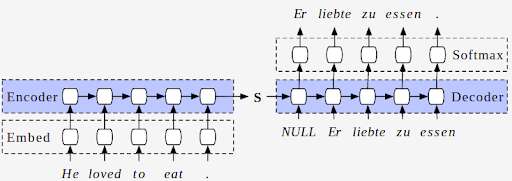 Er liebte zu essen .
Softmax
Encoder
S
Decoder
Embed
NULL Er liebte zu essen
He loved to eat .